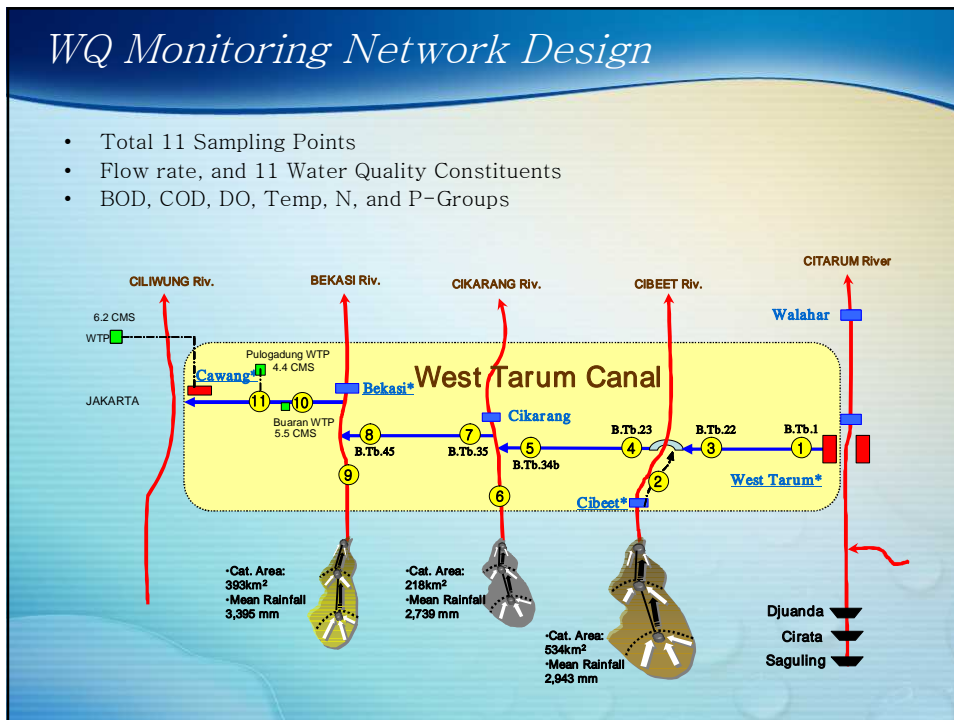 WQ Monitoring Network Design
• Total 11 Sampling Points
• Flow rate, and 11 Water Quality Constituents
• BOD, COD, DO, Temp, N, and P-Groups
CITARUM River
CILIWUNG Riv.
BEKASI Riv.
CIKARANG Riv.
CIBEET Riv.
Walahar
6.2 CMS
WTP
Pulogadung WTP
4.4 CMS
Cawang*
Bekasi*
West Tarum Canal
JAKARTA
11
10
Buaran WTP
5.5 CMS
Cikarang
8
B.Tb.45
7
B.Tb.35
5
B.Tb.34b
B.Tb.23
4
B.Tb.22
3
B.Tb.1
1
9
6
2
Cibeet*
West Tarum*
•Cat. Area:
393km²
•Mean Rainfall
3,395 mm
•Cat. Area:
218km²
•Mean Rainfall
2,739 mm
•Cat. Area:
534km²
•Mean Rainfall
2,943 mm
Djuanda
Cirata
Saguling